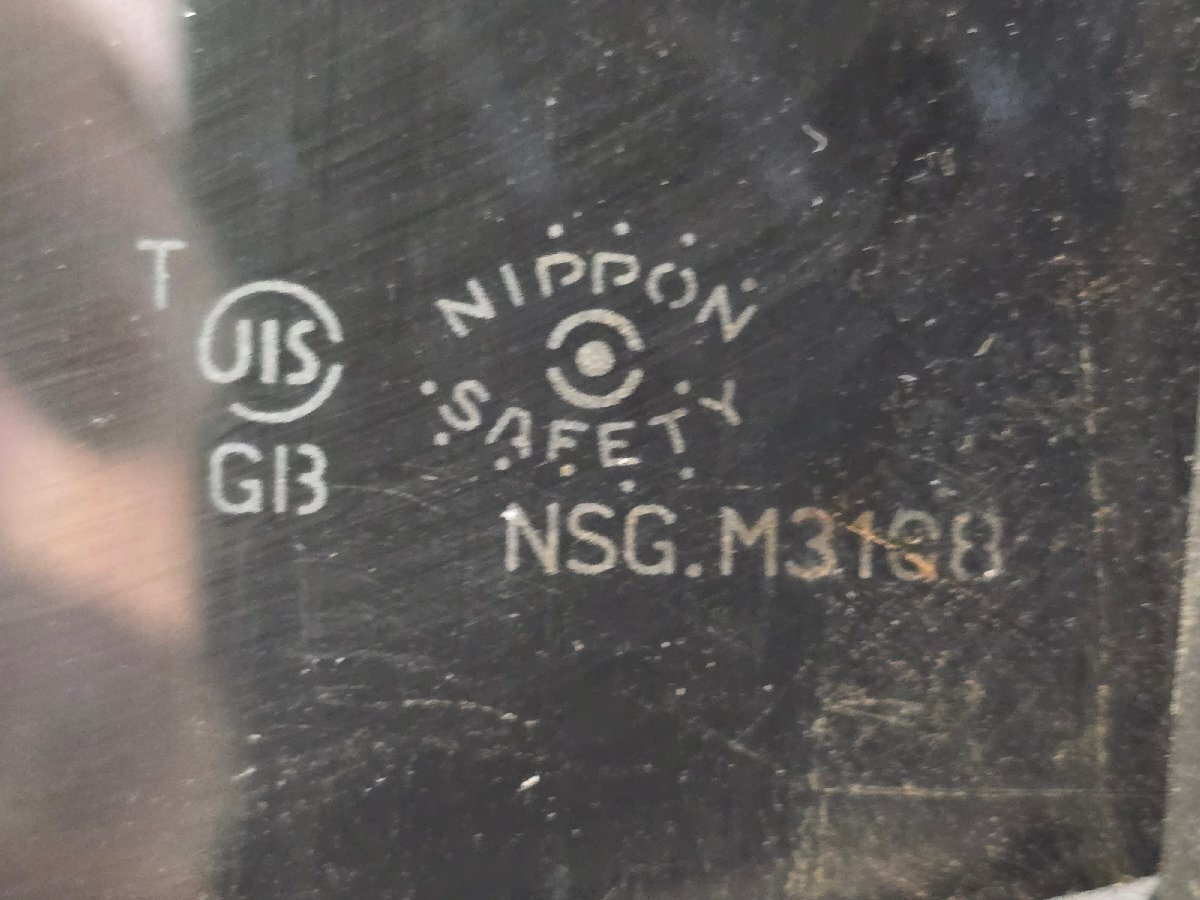 T
JIS
GB
NIPPON
SAFETY
NSG.M3188